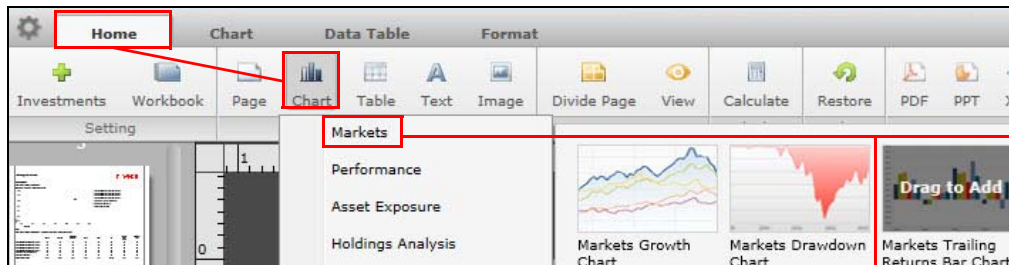 Home Chart Data Table Format
Investments Workbook Page Chart Table Text Image Divide Page View Calculate Restore PDF PPT
Setting
Markets
Performance
Asset Exposure
Holdings Analysis
1
0
Drag to Add
Markets Growth Chart
Markets Drawdown Chart
Markets Trailing Returns Bar Chart